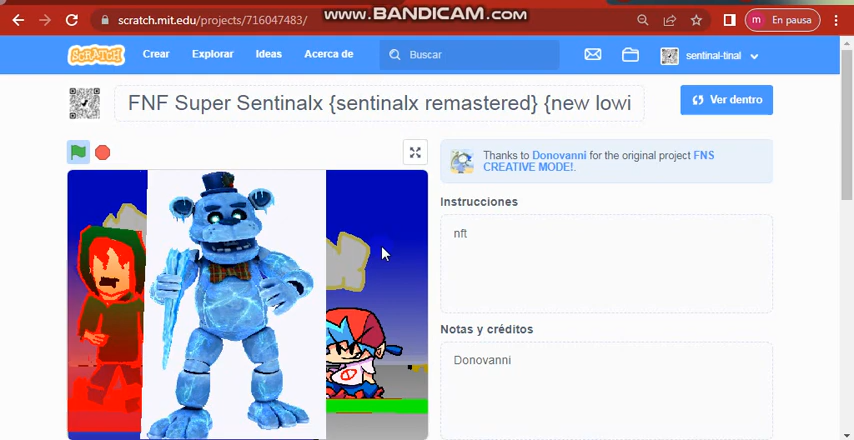 www.BANDICAM.com
scratch.mit.edu/projects/716047483/
m
En pausa
SCRATCH
Crear
Explorar
Ideas
Acerca de
Buscar
sentinal-tinal
FNF Super Sentinalx {sentinalx remastered} {new lowi
Ver dentro
Thanks to Donovanni for the original project FNS
CREATIVE MODE!.
Instrucciones
nft
Notas y créditos
Donovanni